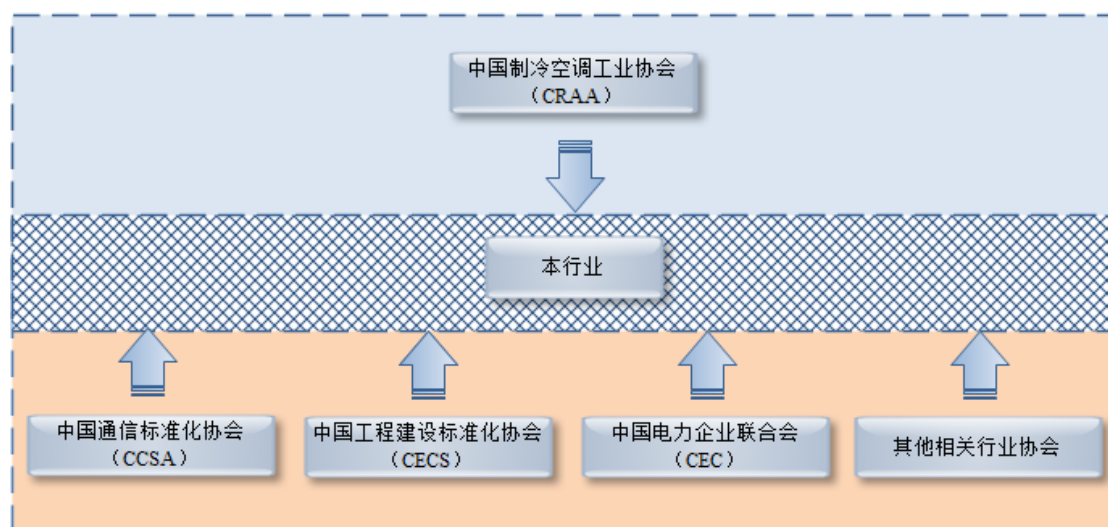 中国制冷空调工业协会
（CRAA）
本行业
中国通信标准化协会
（CCSA）
中国工程建设标准化协会
（CECS）
中国电力企业联合会
（CEC）
其他相关行业协会